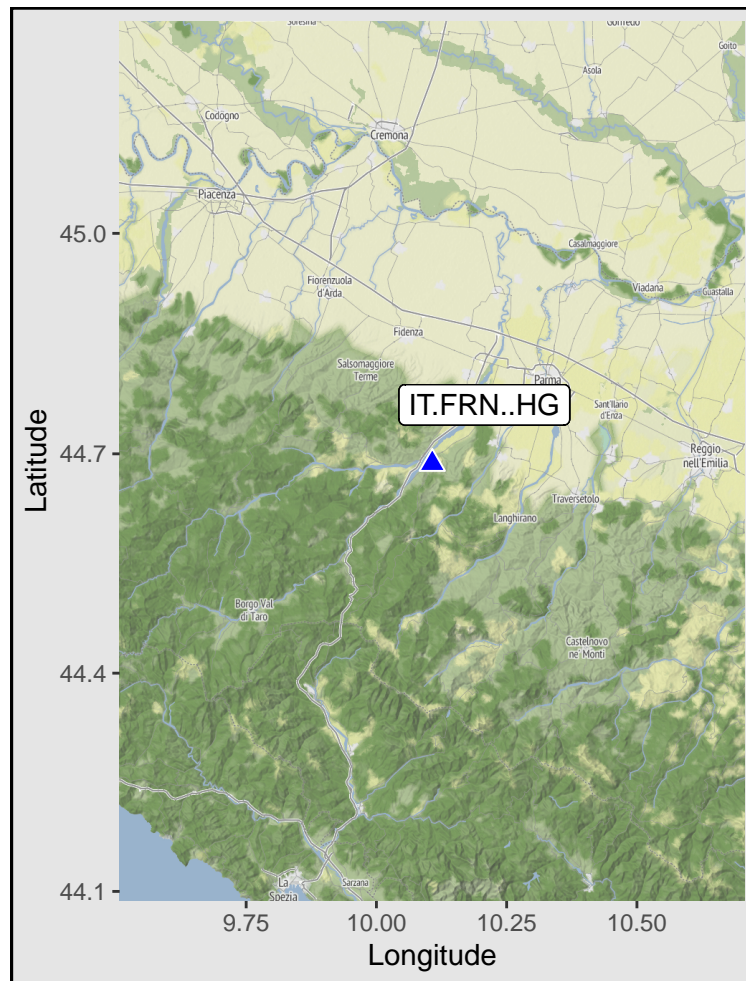 Soresina
Gottredo
Goito
Asola
Codogno
Cremona
Piacenza
45.0
Casalmaggiore
Fiorenzuola
d'Arda
Viadana
Guastalla
Fidenza
Salsomaggiore
Terme
Parma
IT.FRN..HG
Sant'Ilario
d'Enza
44.7
Reggio
nell'Emilia
Latitude
Traversetolo
Langhirano
Borgo Val
di Taro
Castelnovo
ne' Monti
44.4
La
Spezia
Sarzana
44.1
9.75
10.00
10.25
10.50
Longitude